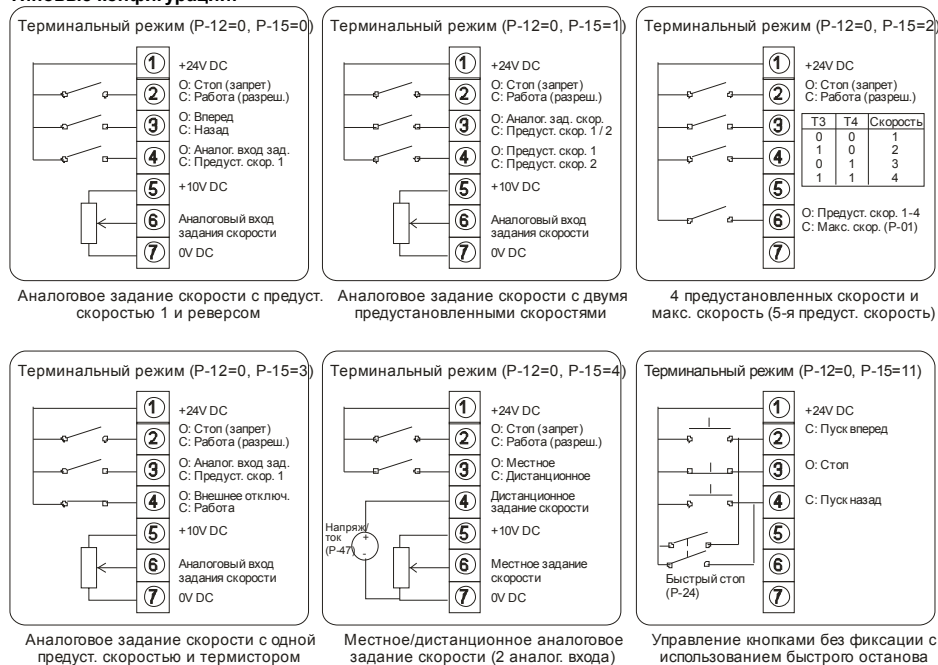 Типовые конфигурации
Терминальный режим (P-12=0, P-15=0)
1
+24V DC
2
О: Стоп (запрет)
С: Работа (разреш.)
3
О: Вперед
С: Назад
4
О: Аналог. вход зад.
С: Предуст. скор. 1
5
+10V DC
6
Аналоговый вход
задания скорости
7
0V DC
Аналоговое задание скорости с предуст.
скоростью 1 и реверсом
Терминальный режим (P-12=0, P-15=1)
1
+24V DC
2
О: Стоп (запрет)
С: Работа (разреш.)
3
О: Аналог. зад. скор.
С: Предуст. скор. 1 / 2
4
О: Предуст. скор. 1
С: Предуст. скор. 2
5
+10V DC
6
Аналоговый вход
задания скорости
7
0V DC
Аналоговое задание скорости с двумя
предустановленными скоростями
Терминальный режим (P-12=0, P-15=2)
1
+24V DC
2
О: Стоп (запрет)
С: Работа (разреш.)
3
4
5
T3 T4 Скорость
0 0 1
1 0 2
0 1 3
1 1 4
6
О: Предуст. скор. 1-4
С: Макс. скор. (P-01)
7
4 предустановленных скорости и
макс. скорость (5-я предуст. скорость)
Терминальный режим (P-12=0, P-15=3)
1
+24V DC
2
О: Стоп (запрет)
С: Работа (разреш.)
3
О: Аналог. вход зад.
С: Предуст. скор. 1
4
О: Внешнее отключ.
С: Работа
5
+10V DC
6
Аналоговый вход
задания скорости
7
0V DC
Аналоговое задание скорости с одной
предуст. скоростью и термистором
Терминальный режим (P-12=0, P-15=4)
1
+24V DC
2
О: Стоп (запрет)
С: Работа (разреш.)
3
О: Местное
С: Дистанционное
4
Дистанционное
задание скорости
Напряж/
ток
(P-47)
+
-
5
+10V DC
6
Местное задание
скорости
7
0V DC
Местное/дистанционное аналоговое
задание скорости (2 аналог. входа)
Терминальный режим (P-12=0, P-15=11)
1
+24V DC
2
С: Пуск вперед
3
О: Стоп
4
С: Пуск назад
5
6
Быстрый стоп
(P-24)
7
Управление кнопками без фиксации с
использованием быстрого останова